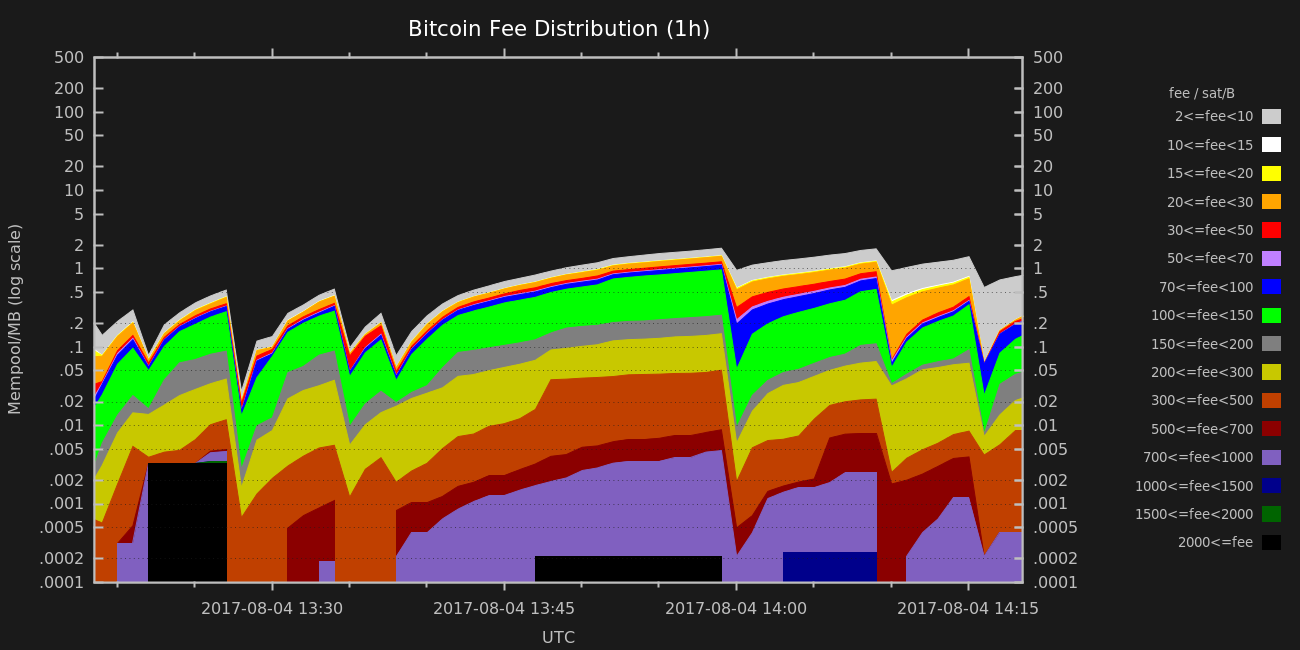 Bitcoin Fee Distribution (1h)
Mempool/MB (log scale)
500
200
100
50
20
10
5
2
1
.5
.2
.1
.05
.02
.01
.005
.002
.001
.0005
.0002
.0001
500
200
100
50
20
10
5
2
1
.5
.2
.1
.05
.02
.01
.005
.002
.001
.0005
.0002
.0001
fee / sat/B
2<=fee<10
10<=fee<15
15<=fee<20
20<=fee<30
30<=fee<50
50<=fee<70
70<=fee<100
100<=fee<150
150<=fee<200
200<=fee<300
300<=fee<500
500<=fee<700
700<=fee<1000
1000<=fee<1500
1500<=fee<2000
2000<=fee
2017-08-04 13:30
2017-08-04 13:45
2017-08-04 14:00
2017-08-04 14:15
UTC